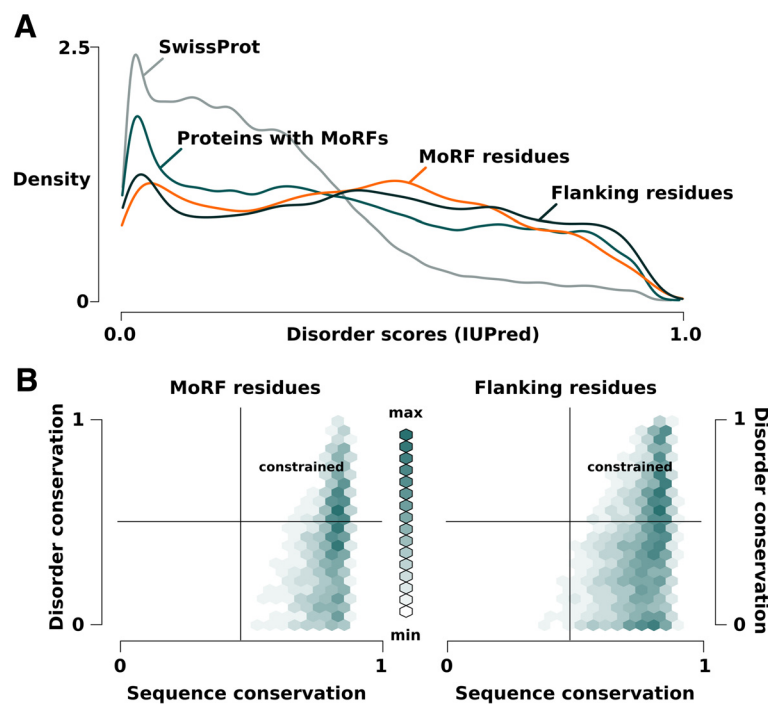 A
2.5
SwissProt
Proteins with MoRFs
MoRF residues
Density
Flanking residues
0
0.0
Disorder scores (IUPred)
1.0
B
MoRF residues
Flanking residues
max
1
1
Disorder conservation
constrained
constrained
Disorder conservation
0
0
min
0
1
0
1
Sequence conservation
Sequence conservation